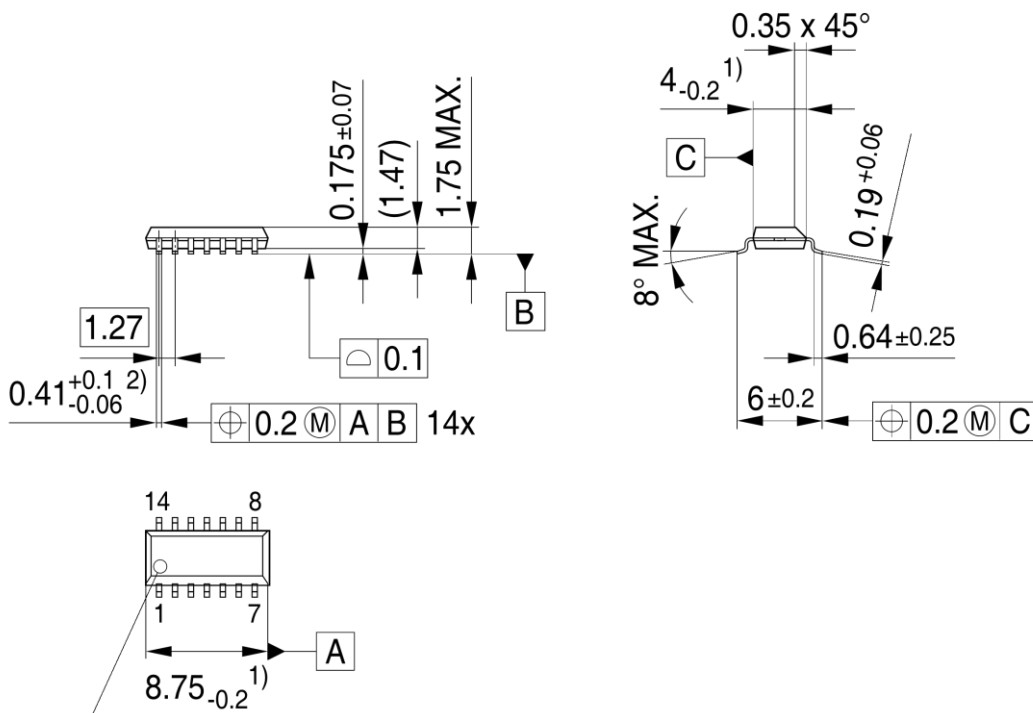 0.35 x 45°
4-0.2 1)
0.175±0.07
(1.47)
1.75 MAX.
C
0.19+0.06
8° MAX.
B
1.27
⌓ 0.1
0.64±0.25
0.41+0.1 -0.06 2)
⌖ 0.2 Ⓜ A B 14x
6±0.2
⌖ 0.2 Ⓜ C
14 8
1 7
A
8.75-0.2 1)